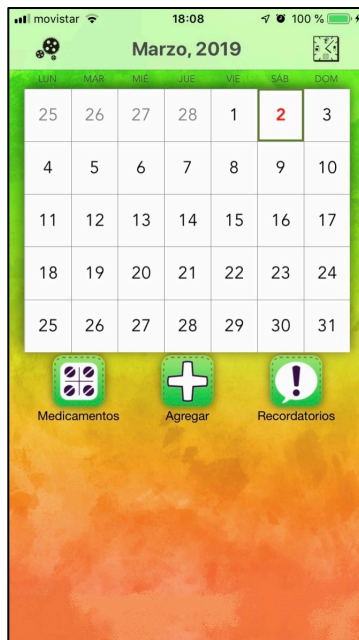 movistar 18:08 100 %
Marzo, 2019
LUN MAR MIÉ JUE VIE SÁB DOM
25 26 27 28 1 2 3
4 5 6 7 8 9 10
11 12 13 14 15 16 17
18 19 20 21 22 23 24
25 26 27 28 29 30 31
Medicamentos Agregar Recordatorios